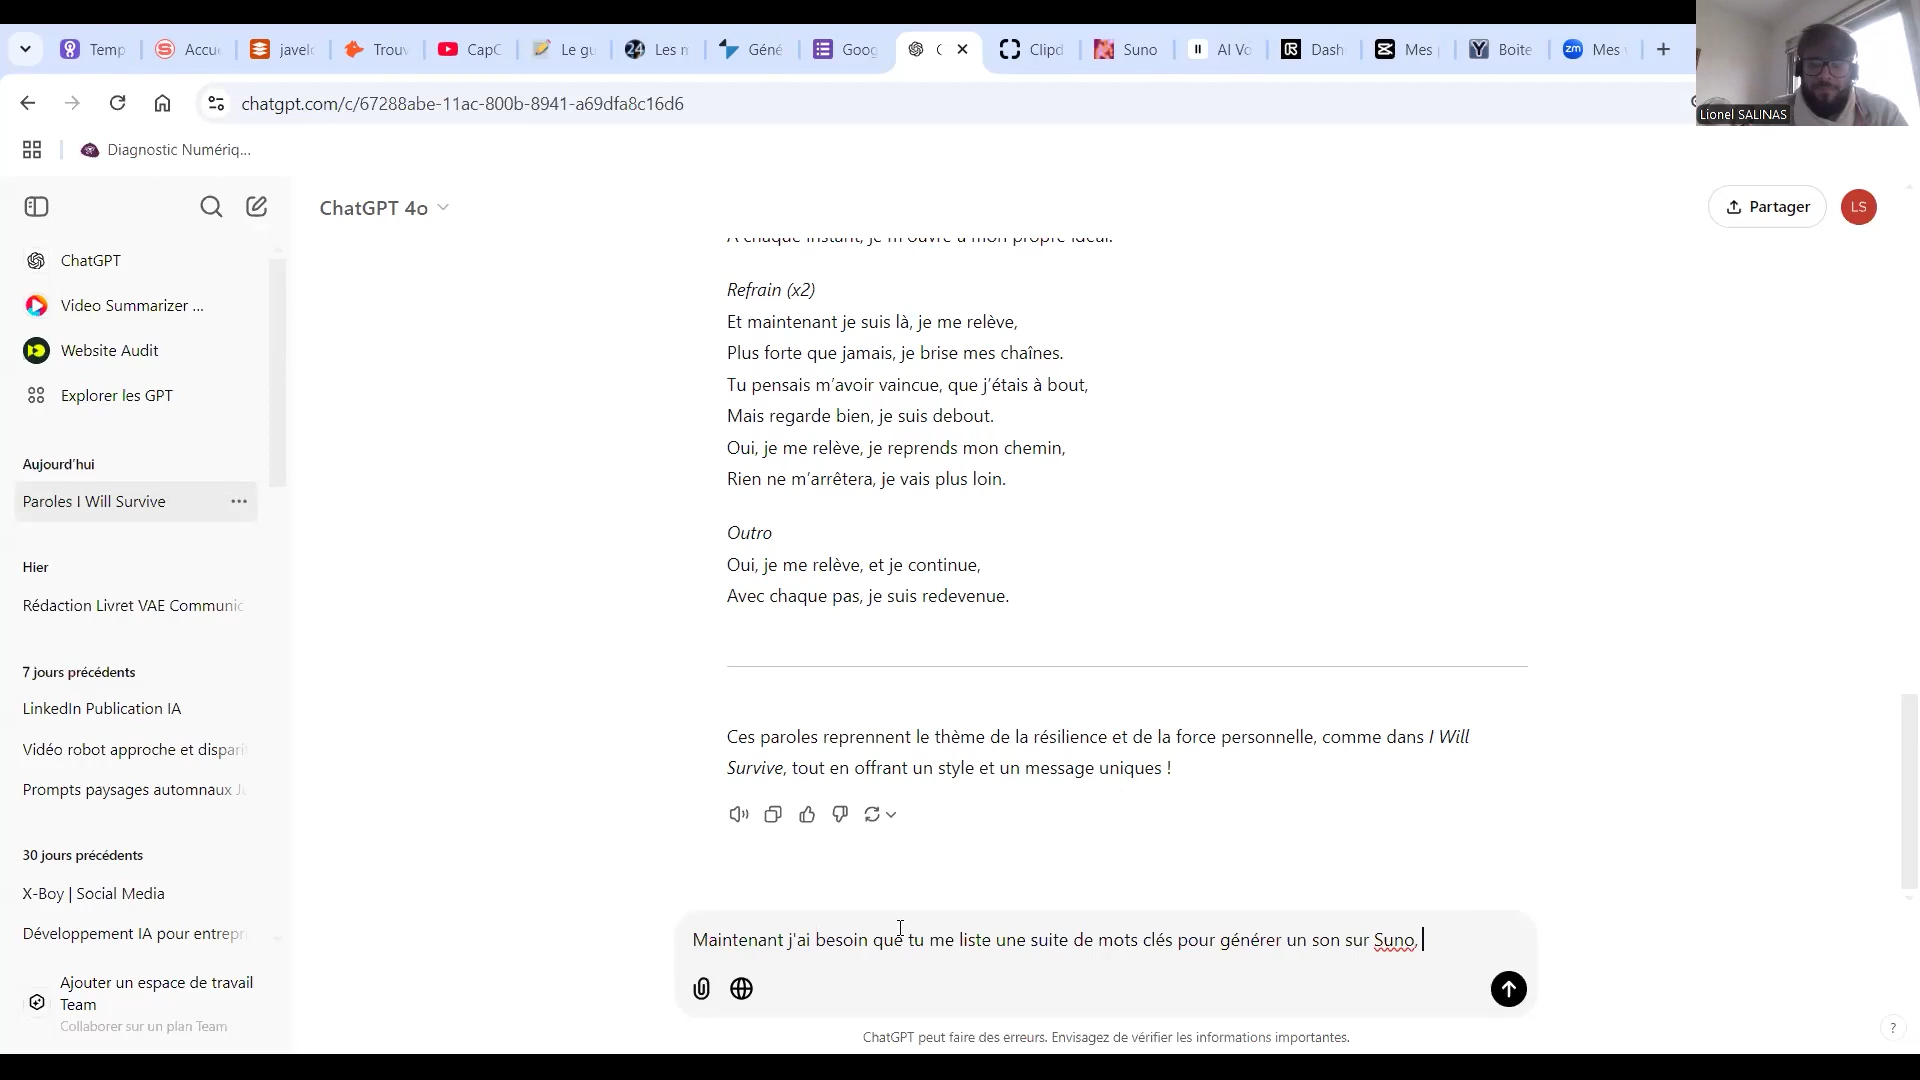 Temp
Accu
javel
Trouv
CapC
Le gu
24 Les m
Géné
Goog
Clipd
Suno
AI Vo
Dash
Mes
Boite
zm Mes
chatgpt.com/c/67288abe-11ac-800b-8941-a69dfa8c16d6
Lionel SALINAS
Diagnostic Numériq...
ChatGPT 4o
Partager
LS
ChatGPT
Video Summarizer ...
Website Audit
Explorer les GPT
Aujourd'hui
Paroles I Will Survive
Hier
Rédaction Livret VAE Communic
7 jours précédents
LinkedIn Publication IA
Vidéo robot approche et dispari
Prompts paysages automnaux Ju
30 jours précédents
X-Boy | Social Media
Développement IA pour entrepr
Ajouter un espace de travail
Team
Collaborer sur un plan Team
À chaque instant, je m'ouvre à mon propre idéal.
Refrain (x2)
Et maintenant je suis là, je me relève,
Plus forte que jamais, je brise mes chaînes.
Tu pensais m'avoir vaincue, que j'étais à bout,
Mais regarde bien, je suis debout.
Oui, je me relève, je reprends mon chemin,
Rien ne m'arrêtera, je vais plus loin.
Outro
Oui, je me relève, et je continue,
Avec chaque pas, je suis redevenue.
Ces paroles reprennent le thème de la résilience et de la force personnelle, comme dans I Will
Survive, tout en offrant un style et un message uniques !
Maintenant j'ai besoin que tu me liste une suite de mots clés pour générer un son sur Suno,
ChatGPT peut faire des erreurs. Envisagez de vérifier les informations importantes.
?